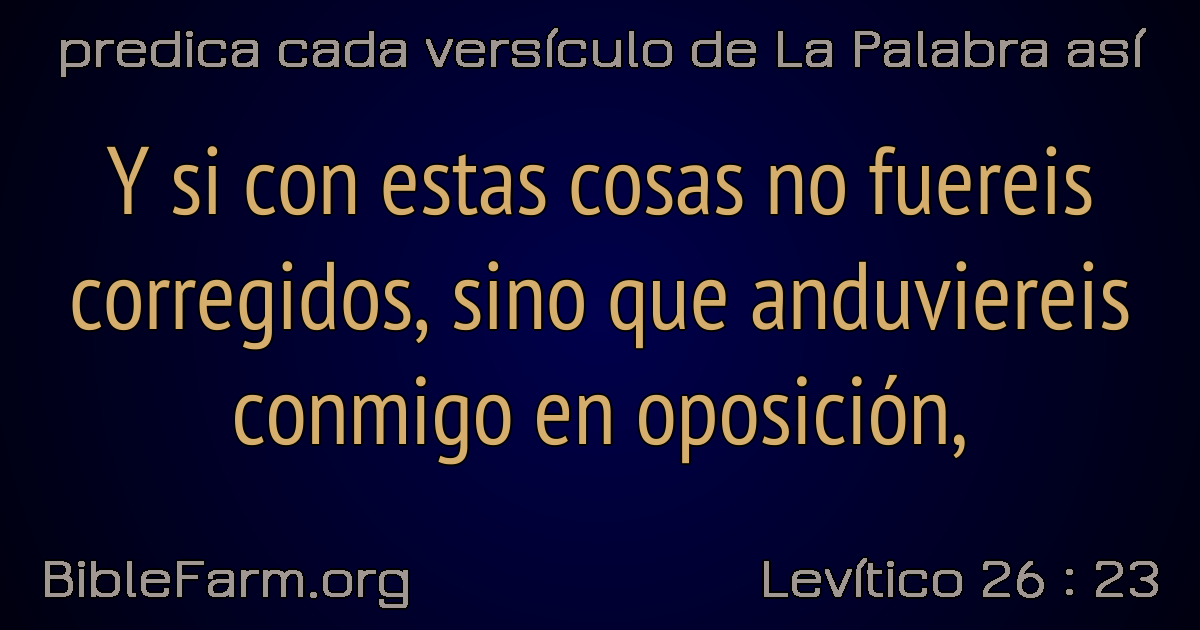 predica cada versículo de La Palabra así
Y si con estas cosas no fuereis
corregidos, sino que anduviereis
conmigo en oposición,
BibleFarm.org
Levítico 26 : 23